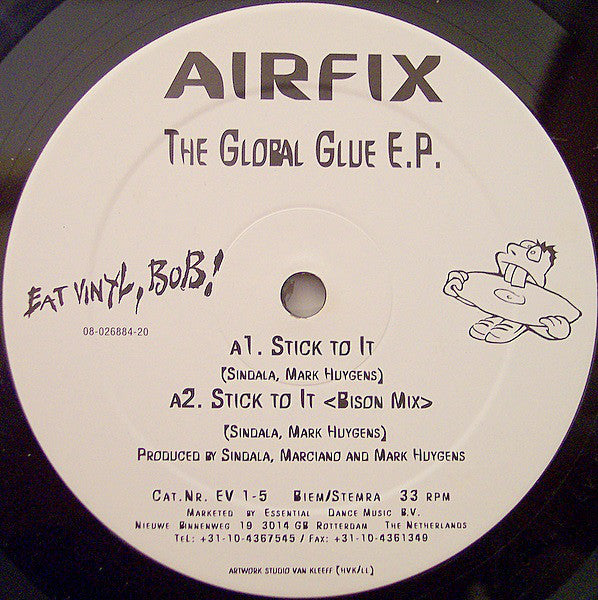 AIRFIX
THE GLOBAL GLUE E.P.
EAT VINYL, BOB!
08-026884-20
A1. STICK TO IT
(SINDALA, MARK HUYGENS)
A2. STICK TO IT <BISON MIX>
(SINDALA, MARK HUYGENS)
PRODUCED BY SINDALA, MARCIANO AND MARK HUYGENS
CAT.NR. EV 1-5 BIEM/STEMRA 33 RPM
MARKETED BY ESSENTIAL DANCE MUSIC B.V.
NIEUWE BINNENWEG 19 3014 GB ROTTERDAM THE NETHERLANDS
TEL: +31-10-4367545 / FAX: +31-10-4361349
ARTWORK STUDIO VAN KLEEFF (HVK/LL)